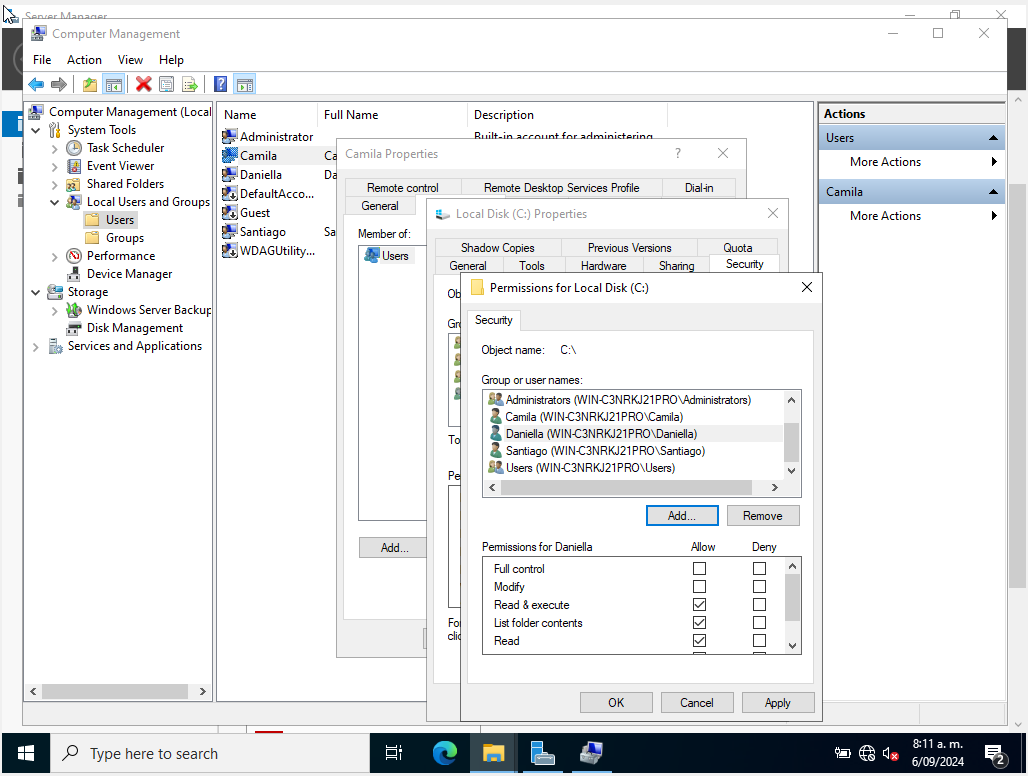 Server Manager
Computer Management
File Action View Help
Computer Management (Local
System Tools
Task Scheduler
Event Viewer
Shared Folders
Local Users and Groups
Users
Groups
Performance
Device Manager
Storage
Windows Server Backup
Disk Management
Services and Applications
Name Full Name Description
Administrator Built-in account for administering
Camila Ca
Daniella Da
DefaultAcco...
Guest
Santiago Sa
WDAGUtility...
Actions
Users
More Actions
Camila
More Actions
Camila Properties ?
Remote control Remote Desktop Services Profile Dial-in
General
Member of:
Users
Add...
Local Disk (C:) Properties
Shadow Copies Previous Versions Quota
General Tools Hardware Sharing Security
Ob
Gro
To
Pe
For
clic
Permissions for Local Disk (C:)
Security
Object name: C:\
Group or user names:
Administrators (WIN-C3NRKJ21PRO\Administrators)
Camila (WIN-C3NRKJ21PRO\Camila)
Daniella (WIN-C3NRKJ21PRO\Daniella)
Santiago (WIN-C3NRKJ21PRO\Santiago)
Users (WIN-C3NRKJ21PRO\Users)
Add... Remove
Permissions for Daniella Allow Deny
Full control
Modify
Read & execute
List folder contents
Read
OK Cancel Apply
Type here to search
8:11 a. m.
6/09/2024
2